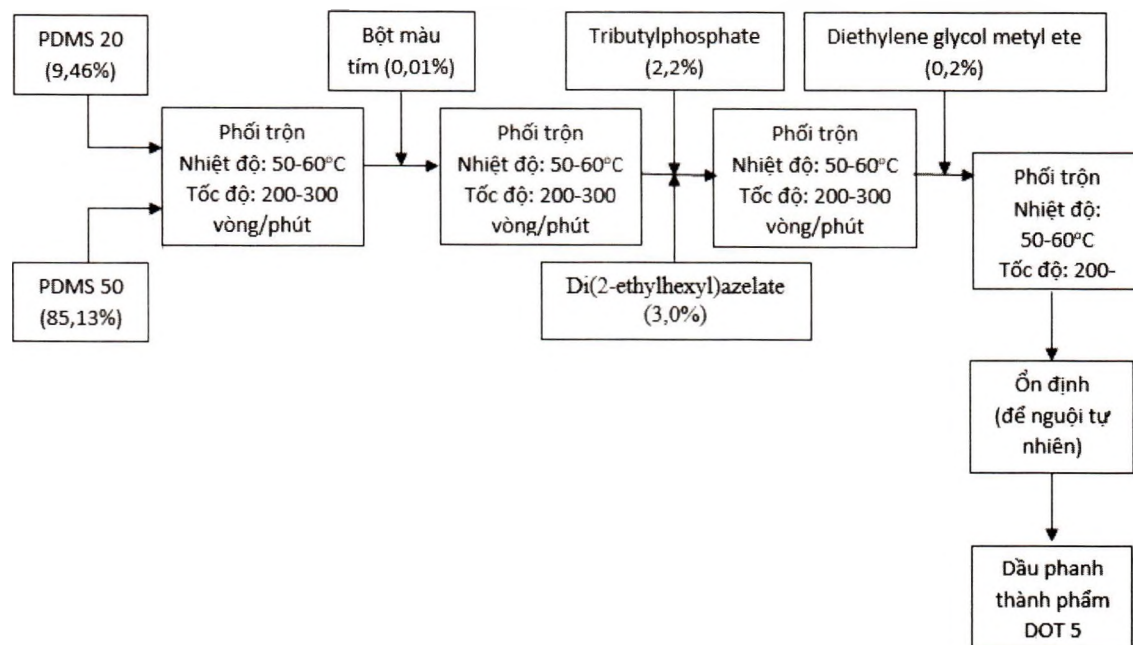 PDMS 20
(9,46%)
Bột màu
tím (0,01%)
Tributylphosphate
(2,2%)
Diethylene glycol metyl ete
(0,2%)
Phối trộn
Nhiệt độ: 50-60°C
Tốc độ: 200-300
vòng/phút
Phối trộn
Nhiệt độ: 50-60°C
Tốc độ: 200-300
vòng/phút
Phối trộn
Nhiệt độ: 50-60°C
Tốc độ: 200-300
vòng/phút
Phối trộn
Nhiệt độ:
50-60°C
Tốc độ: 200-
PDMS 50
(85,13%)
Di(2-ethylhexyl)azelate
(3,0%)
Ổn định
(để nguội tự
nhiên)
Dầu phanh
thành phẩm
DOT 5